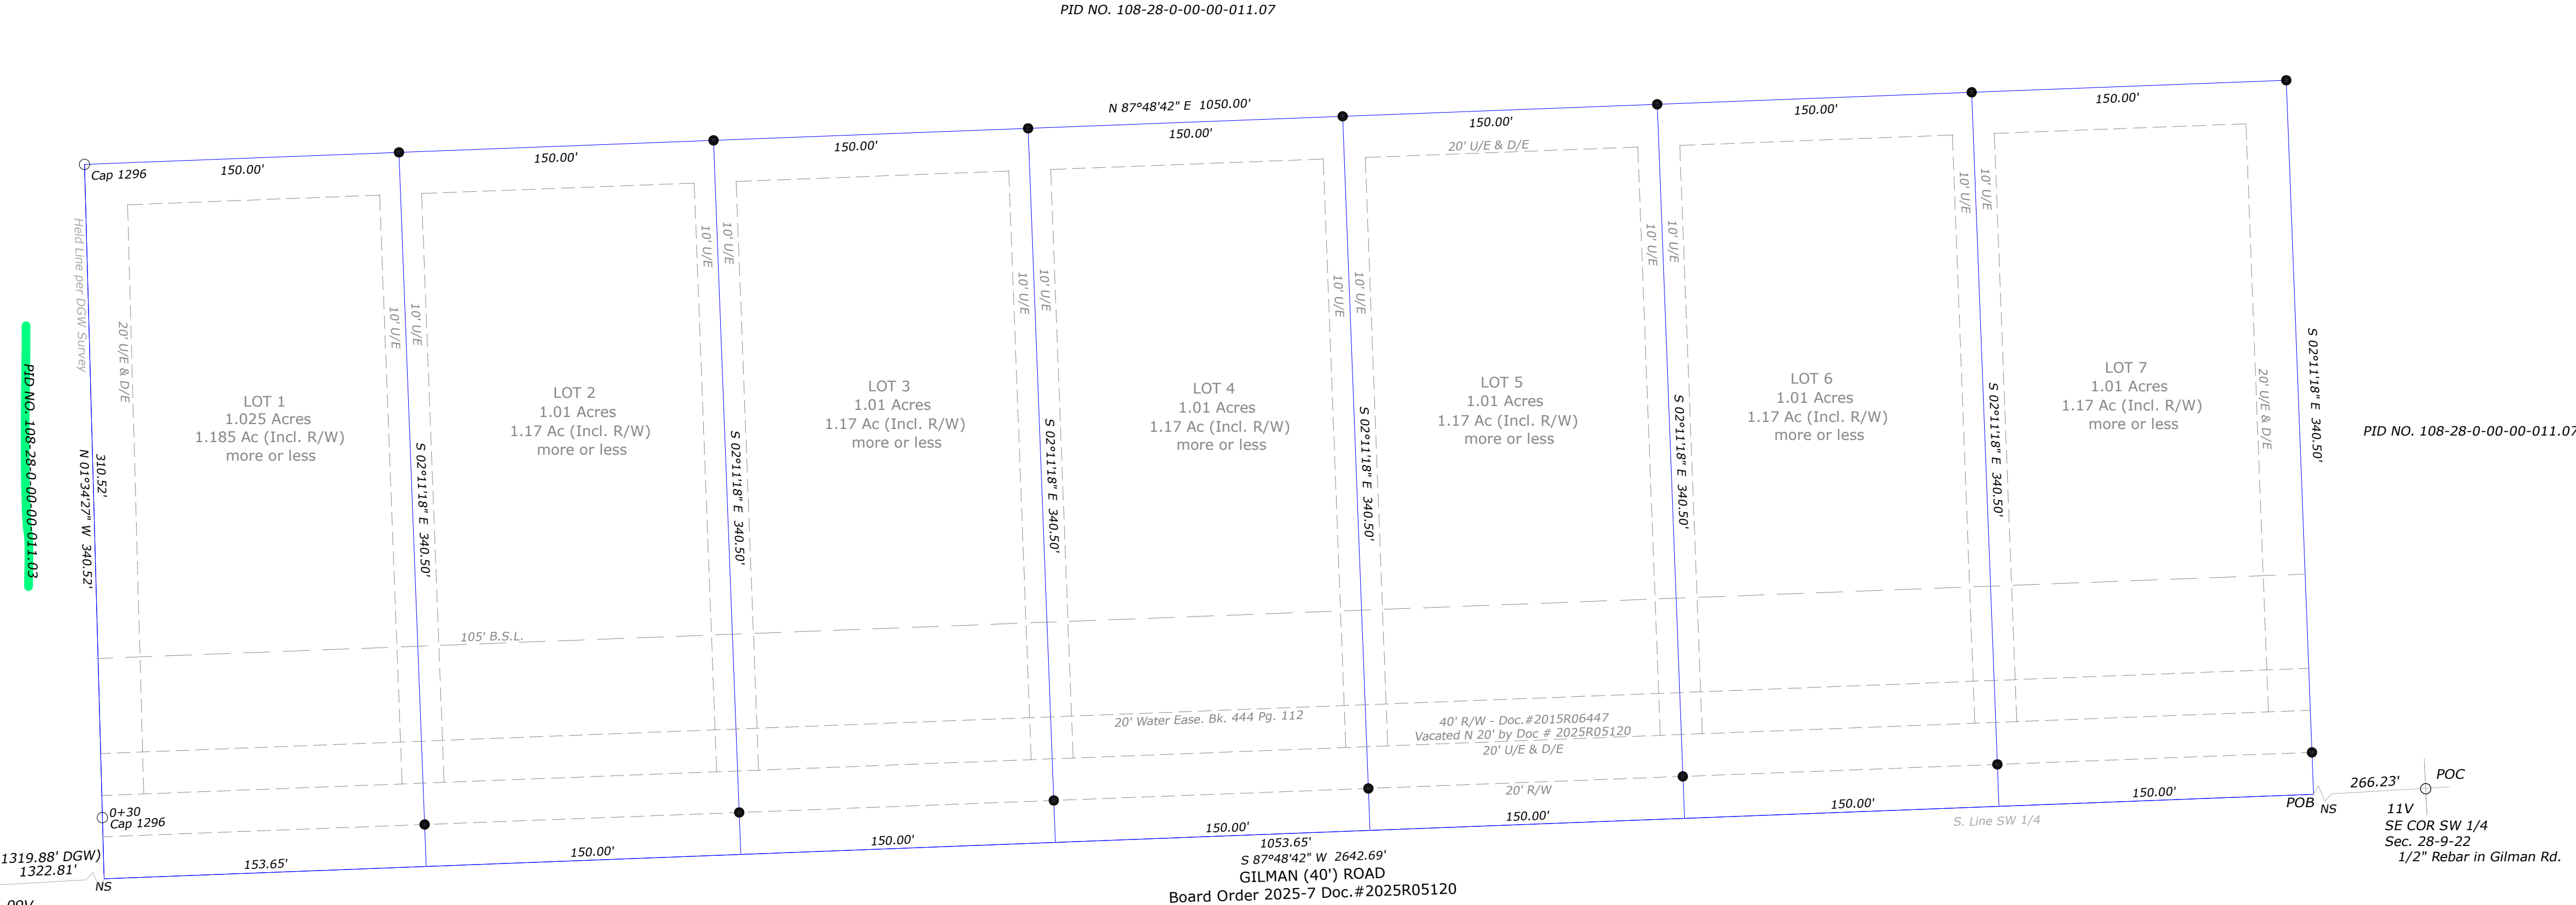 PID NO. 108-28-0-00-00-011.07
N 87°48'42" E 1050.00'
150.00'
150.00'
150.00'
150.00'
150.00'
150.00'
150.00'
Cap 1296
Held Line per DGW Survey
20' U/E & D/E
20' U/E & D/E
10' U/E
10' U/E
10' U/E
10' U/E
10' U/E
10' U/E
10' U/E
10' U/E
10' U/E
10' U/E
10' U/E
10' U/E
20' U/E & D/E
PID NO. 108-28-0-00-00-011.03
310.52'
N 01°34'27" W 340.52'
LOT 1
1.025 Acres
1.185 Ac (Incl. R/W)
more or less
S 02°11'18" E 340.50'
LOT 2
1.01 Acres
1.17 Ac (Incl. R/W)
more or less
S 02°11'18" E 340.50'
LOT 3
1.01 Acres
1.17 Ac (Incl. R/W)
more or less
S 02°11'18" E 340.50'
LOT 4
1.01 Acres
1.17 Ac (Incl. R/W)
more or less
S 02°11'18" E 340.50'
LOT 5
1.01 Acres
1.17 Ac (Incl. R/W)
more or less
S 02°11'18" E 340.50'
LOT 6
1.01 Acres
1.17 Ac (Incl. R/W)
more or less
S 02°11'18" E 340.50'
LOT 7
1.01 Acres
1.17 Ac (Incl. R/W)
more or less
S 02°11'18" E 340.50'
PID NO. 108-28-0-00-00-011.07
105' B.S.L.
20' Water Ease. Bk. 444 Pg. 112
40' R/W - Doc.#2015R06447
Vacated N 20' by Doc # 2025R05120
20' U/E & D/E
20' R/W
0+30
Cap 1296
1319.88' DGW)
1322.81'
NS
153.65'
150.00'
150.00'
150.00'
150.00'
150.00'
150.00'
1053.65'
S 87°48'42" W 2642.69'
GILMAN (40') ROAD
Board Order 2025-7 Doc.#2025R05120
S. Line SW 1/4
POB
NS
266.23'
POC
11V
SE COR SW 1/4
Sec. 28-9-22
1/2" Rebar in Gilman Rd.